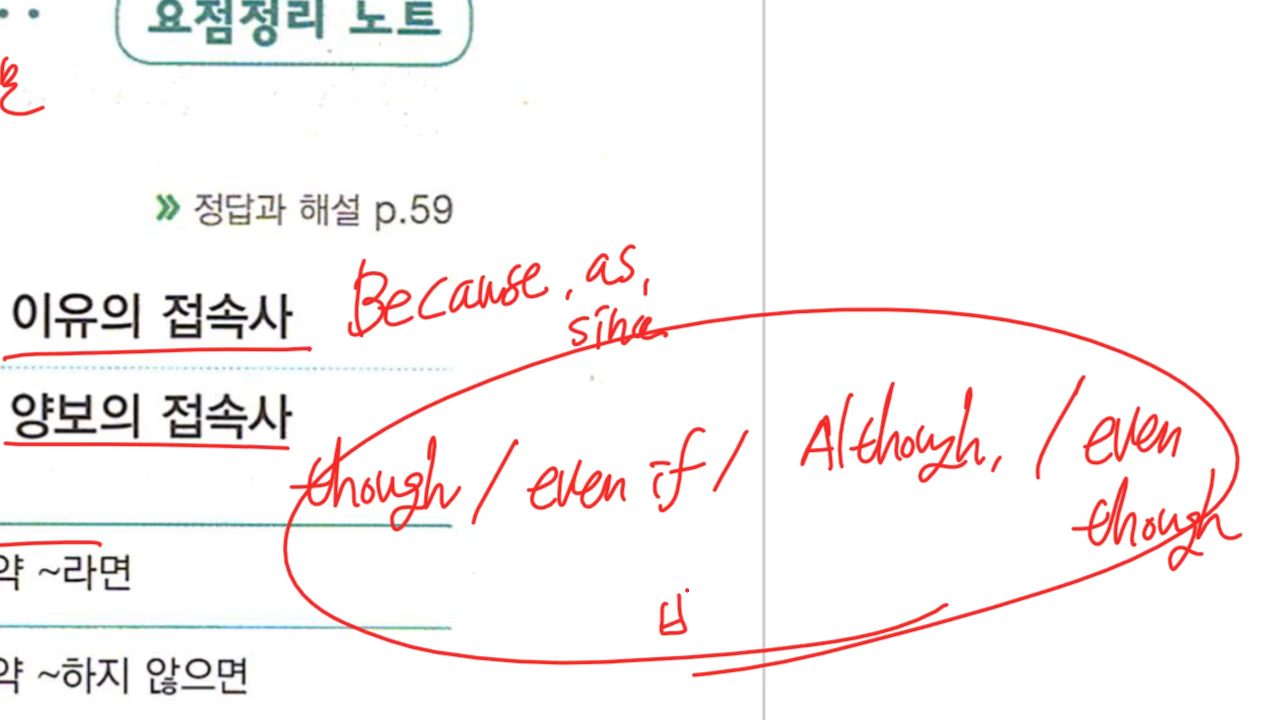 요점정리 노트
» 정답과 해설 p.59
이유의 접속사 Because, as,
since
양보의 접속사 though / even if / Although, / even
though
약 ~라면
ㅂ
약 ~하지 않으면